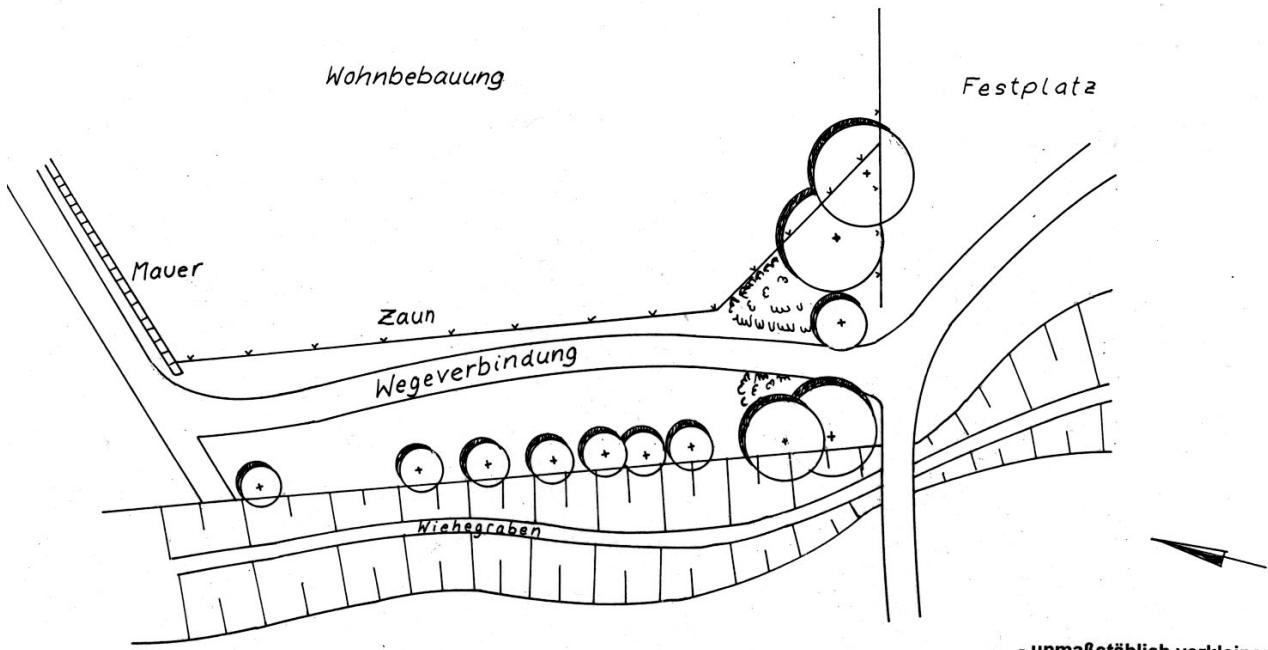 Wohnbebauung
Festplatz
Mauer
Zaun
Wegeverbindung
Wiehegraben
- unmaßstäblich verkleiner